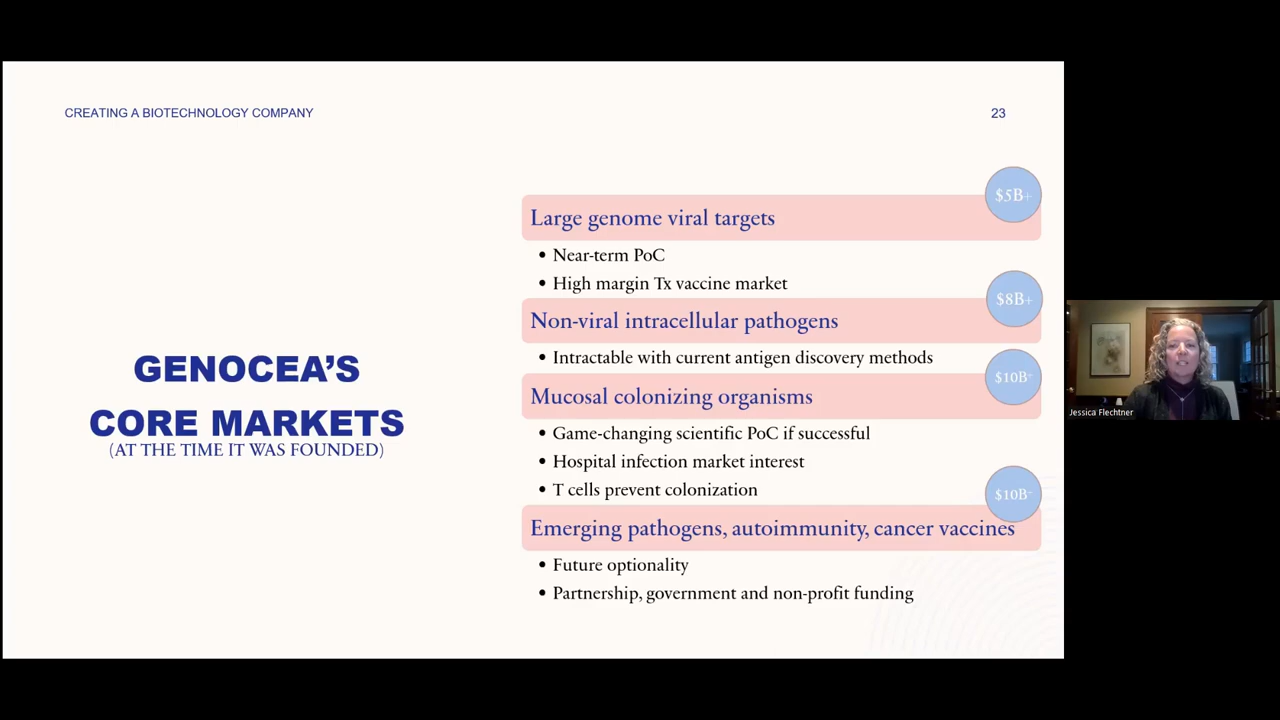 CREATING A BIOTECHNOLOGY COMPANY
23
GENOCEA'S
CORE MARKETS
(AT THE TIME IT WAS FOUNDED)
$5B+
Large genome viral targets
• Near-term PoC
• High margin Tx vaccine market
$8B+
Non-viral intracellular pathogens
• Intractable with current antigen discovery methods
$10B+
Mucosal colonizing organisms
• Game-changing scientific PoC if successful
• Hospital infection market interest
• T cells prevent colonization
$10B+
Emerging pathogens, autoimmunity, cancer vaccines
• Future optionality
• Partnership, government and non-profit funding
Jessica Flechtner